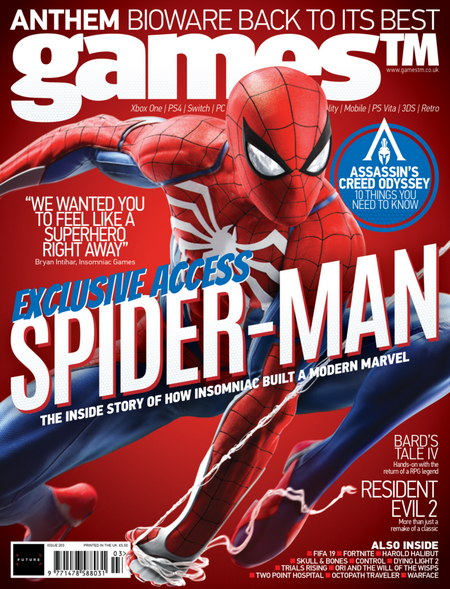 ANTHEM BIOWARE BACK TO ITS BEST
gamesTM
www.gamestm.co.uk
Xbox One | PS4 | Switch | PC
lity | Mobile | PS Vita | 3DS | Retro
ASSASSIN'S
CREED ODYSSEY
10 THINGS YOU
NEED TO KNOW
“WE WANTED YOU
TO FEEL LIKE A
SUPERHERO
RIGHT AWAY”
Bryan Intihar, Insomniac Games
EXCLUSIVE ACCESS
SPIDER-MAN
THE INSIDE STORY OF HOW INSOMNIAC BUILT A MODERN MARVEL
BARD'S
TALE IV
Hands-on with the
return of a RPG legend
RESIDENT
EVIL 2
More than just a
remake of a classic
ALSO INSIDE
■ FIFA 19 ■ FORTNITE ■ HAROLD HALIBUT
■ SKULL & BONES ■ CONTROL ■ DYING LIGHT 2
■ TRIALS RISING ■ ORI AND THE WILL OF THE WISPS
■ TWO POINT HOSPITAL ■ OCTOPATH TRAVELER ■ WARFACE
FUTURE
PRINTED IN THE UK
03
9 771478 588031